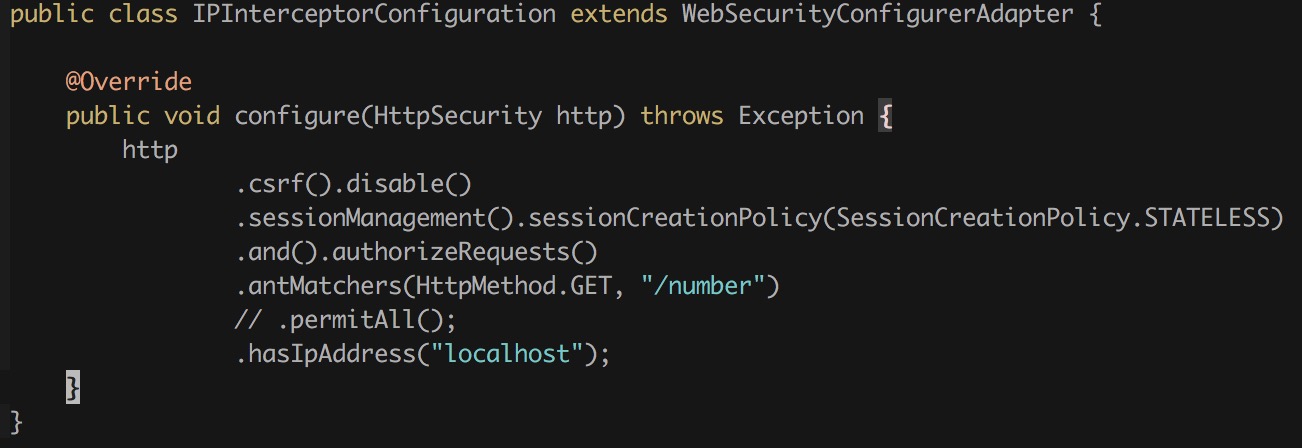 public class IPInterceptorConfiguration extends WebSecurityConfigurerAdapter {
@Override
public void configure(HttpSecurity http) throws Exception {
http
.csrf().disable()
.sessionManagement().sessionCreationPolicy(SessionCreationPolicy.STATELESS)
.and().authorizeRequests()
.antMatchers(HttpMethod.GET, "/number")
// .permitAll();
.hasIpAddress("localhost");
}
}